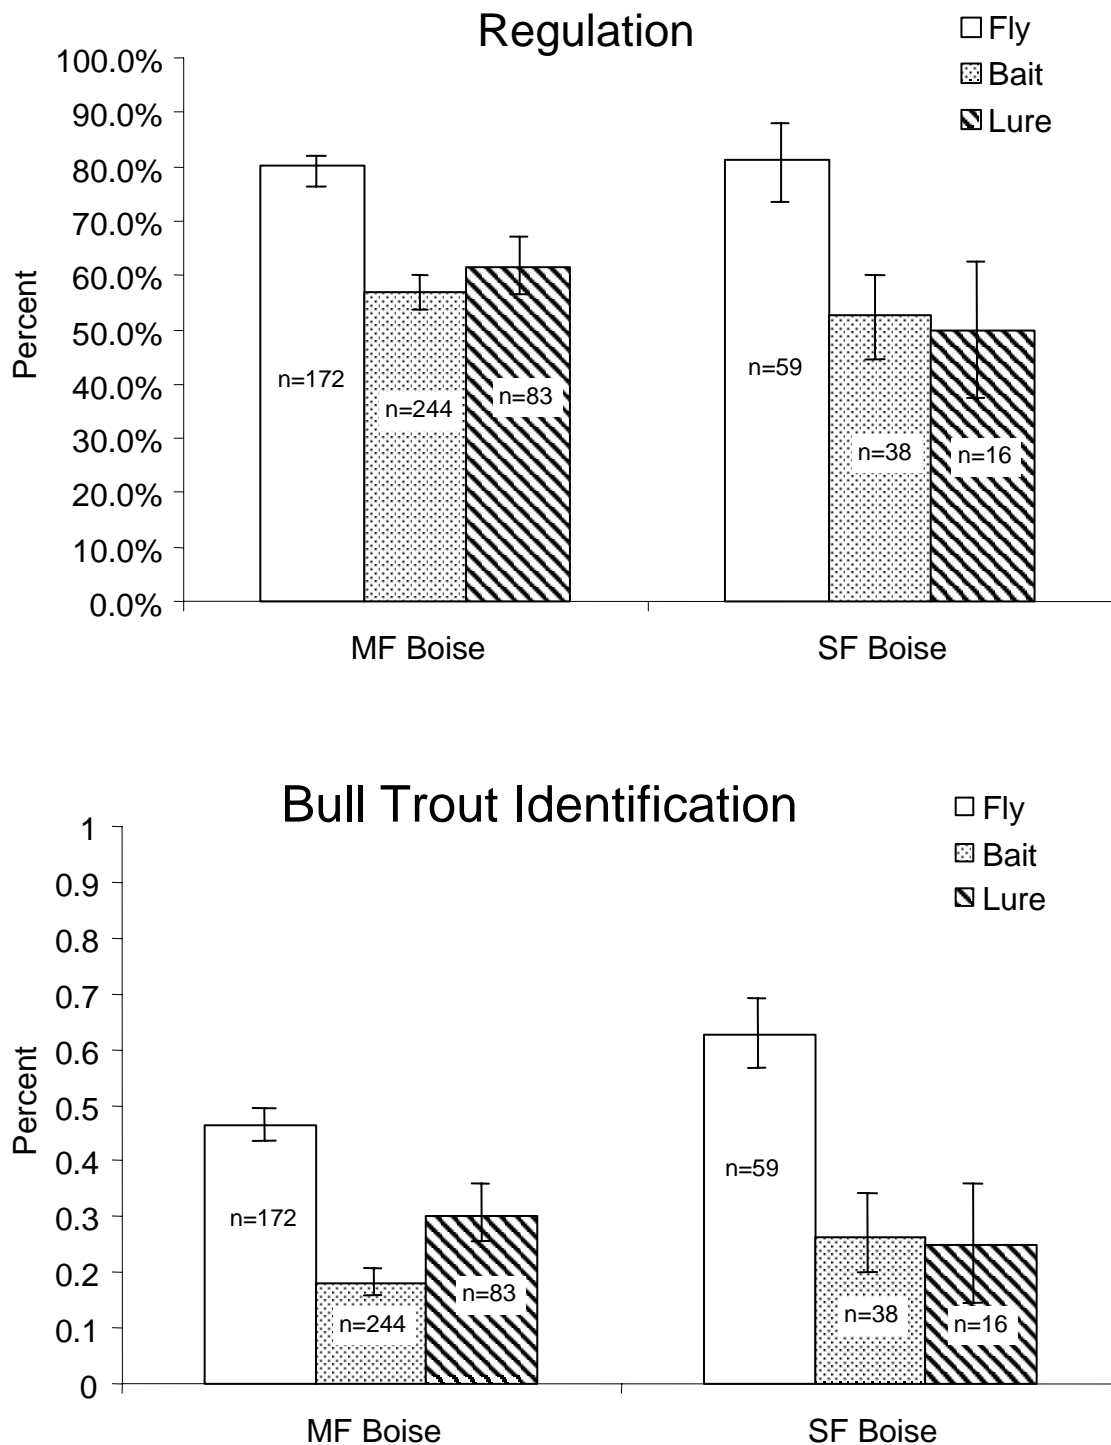 Regulation
Fly
Bait
Lure
100.0%
90.0%
80.0%
70.0%
60.0%
50.0%
40.0%
30.0%
20.0%
10.0%
0.0%
Percent
n=172
n=244
n=83
n=59
n=38
n=16
MF Boise
SF Boise
Bull Trout Identification
Fly
Bait
Lure
1
0.9
0.8
0.7
0.6
0.5
0.4
0.3
0.2
0.1
0
Percent
n=172
n=244
n=83
n=59
n=38
n=16
MF Boise
SF Boise